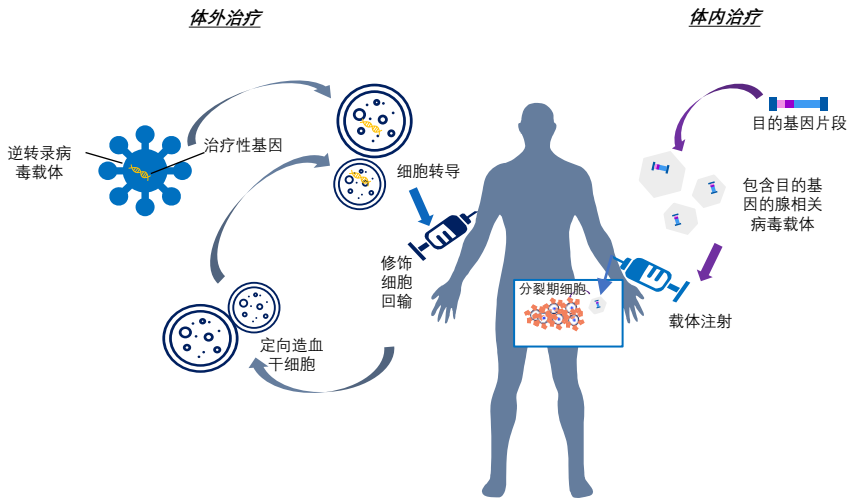 体外治疗
体内治疗
逆转录病
毒载体
治疗性基因
细胞转导
修饰
细胞
回输
定向造血
干细胞
目的基因片段
包含目的基
因的腺相关
病毒载体
载体注射
分裂期细胞、